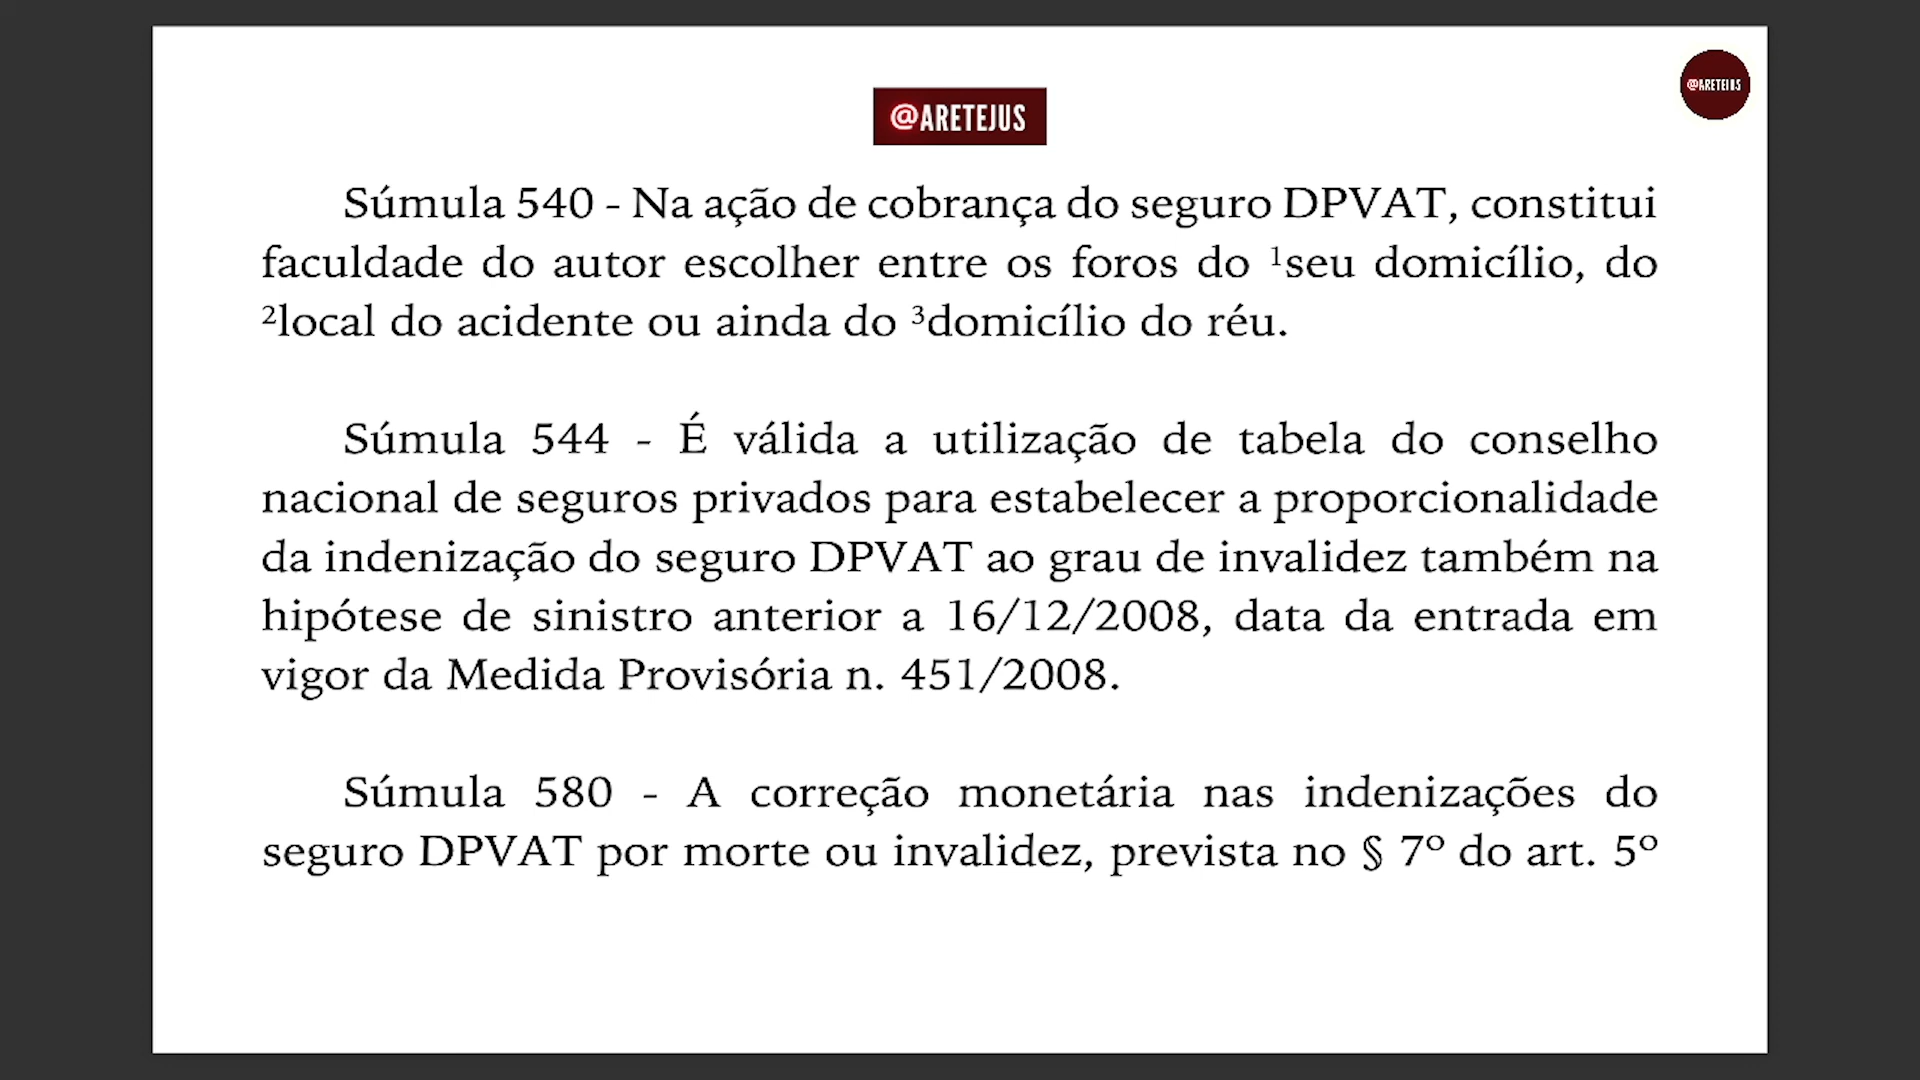 @ARETEJUS
@ARETEJUS
Súmula 540 - Na ação de cobrança do seguro DPVAT, constitui
faculdade do autor escolher entre os foros do ¹seu domicílio, do
²local do acidente ou ainda do ³domicílio do réu.
Súmula 544 - É válida a utilização de tabela do conselho
nacional de seguros privados para estabelecer a proporcionalidade
da indenização do seguro DPVAT ao grau de invalidez também na
hipótese de sinistro anterior a 16/12/2008, data da entrada em
vigor da Medida Provisória n. 451/2008.
Súmula 580 - A correção monetária nas indenizações do
seguro DPVAT por morte ou invalidez, prevista no § 7º do art. 5º